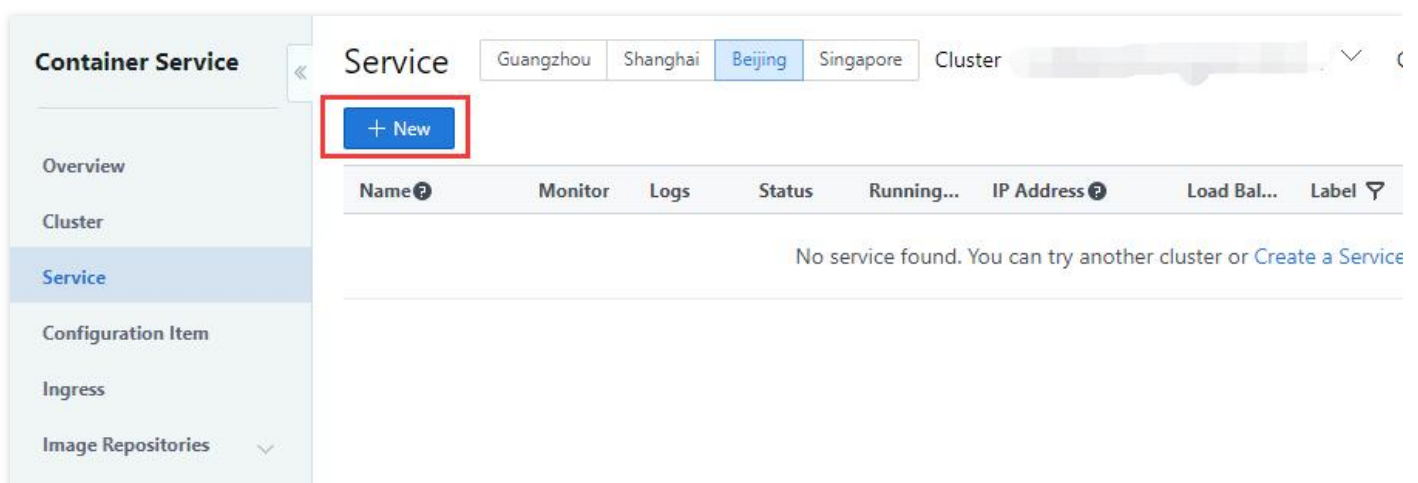 Container Service
Service Guangzhou Shanghai Beijing Singapore Cluster
+ New
Overview
Cluster
Service
Configuration Item
Ingress
Image Repositories
Name Monitor Logs Status Running... IP Address Load Bal... Label
No service found. You can try another cluster or Create a Service